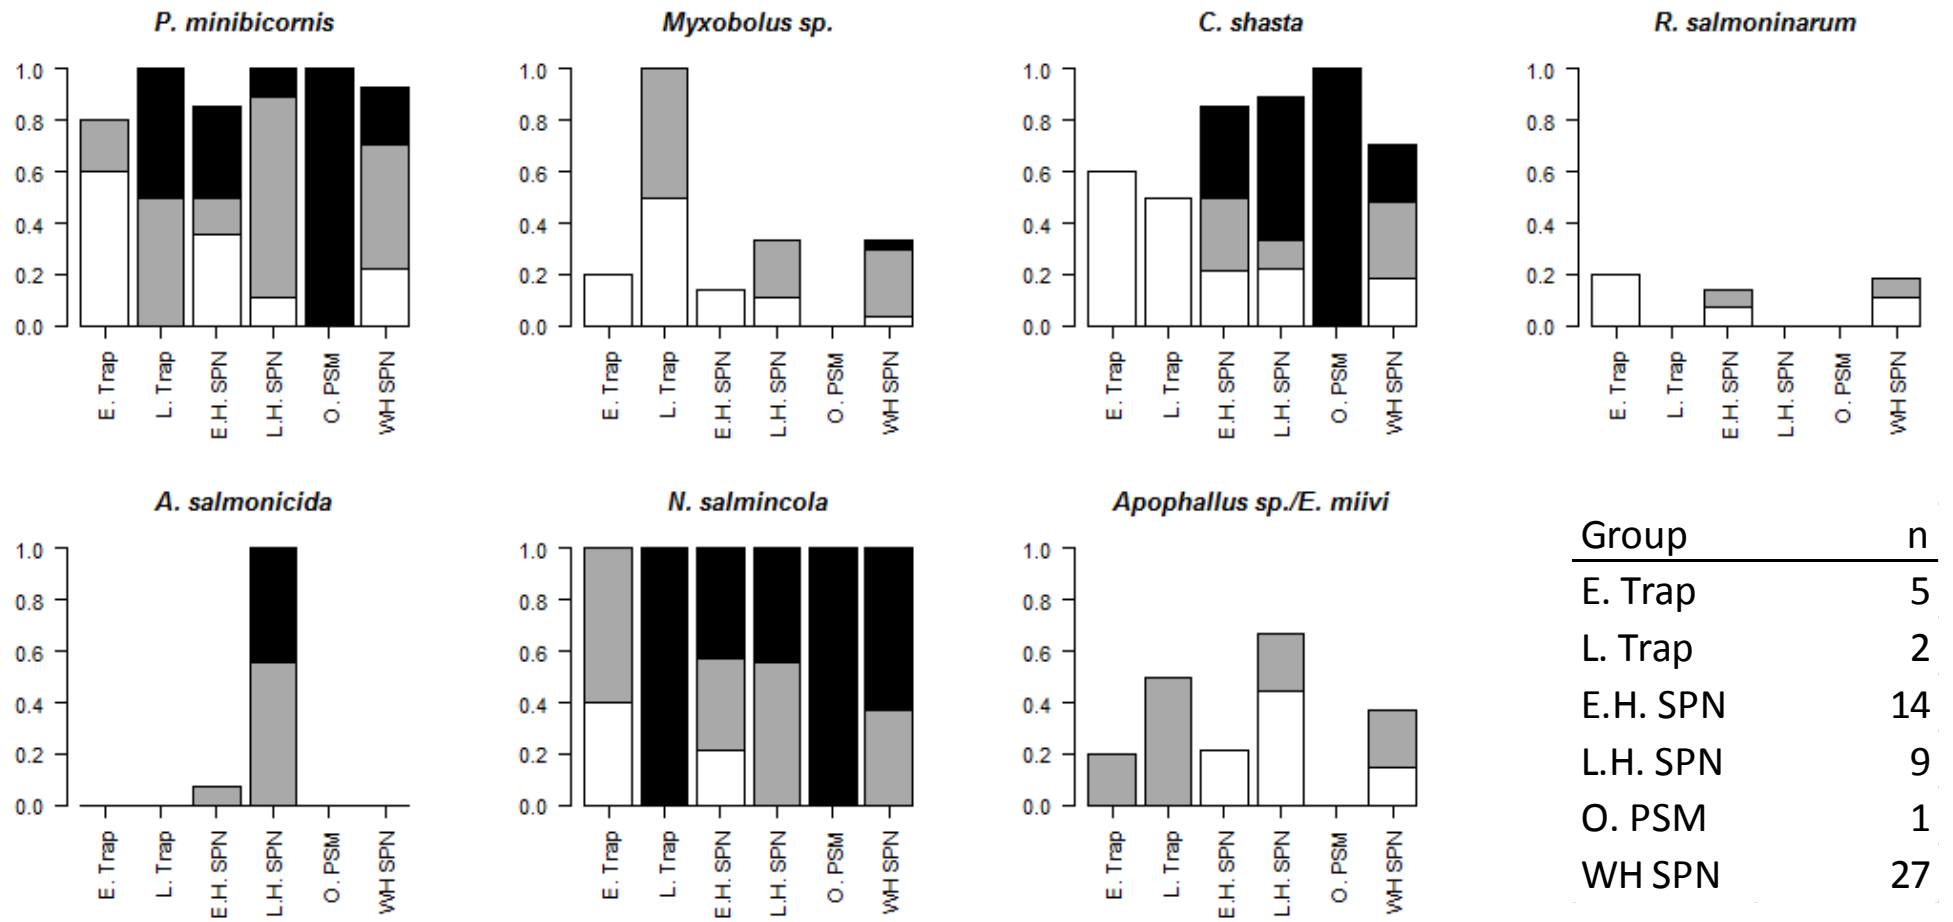 P. minibicornis
1.0
0.8
0.6
0.4
0.2
0.0
E. Trap
L. Trap
E.H. SPN
L.H. SPN
O. PSM
WH SPN
Myxobolus sp.
1.0
0.8
0.6
0.4
0.2
0.0
E. Trap
L. Trap
E.H. SPN
L.H. SPN
O. PSM
WH SPN
C. shasta
1.0
0.8
0.6
0.4
0.2
0.0
E. Trap
L. Trap
E.H. SPN
L.H. SPN
O. PSM
WH SPN
R. salmoninarum
1.0
0.8
0.6
0.4
0.2
0.0
E. Trap
L. Trap
E.H. SPN
L.H. SPN
O. PSM
WH SPN
A. salmonicida
1.0
0.8
0.6
0.4
0.2
0.0
E. Trap
L. Trap
E.H. SPN
L.H. SPN
O. PSM
WH SPN
N. salmincola
1.0
0.8
0.6
0.4
0.2
0.0
E. Trap
L. Trap
E.H. SPN
L.H. SPN
O. PSM
WH SPN
Apophallus sp./E. miivi
1.0
0.8
0.6
0.4
0.2
0.0
E. Trap
L. Trap
E.H. SPN
L.H. SPN
O. PSM
WH SPN
Group n
E. Trap 5
L. Trap 2
E.H. SPN 14
L.H. SPN 9
O. PSM 1
WH SPN 27